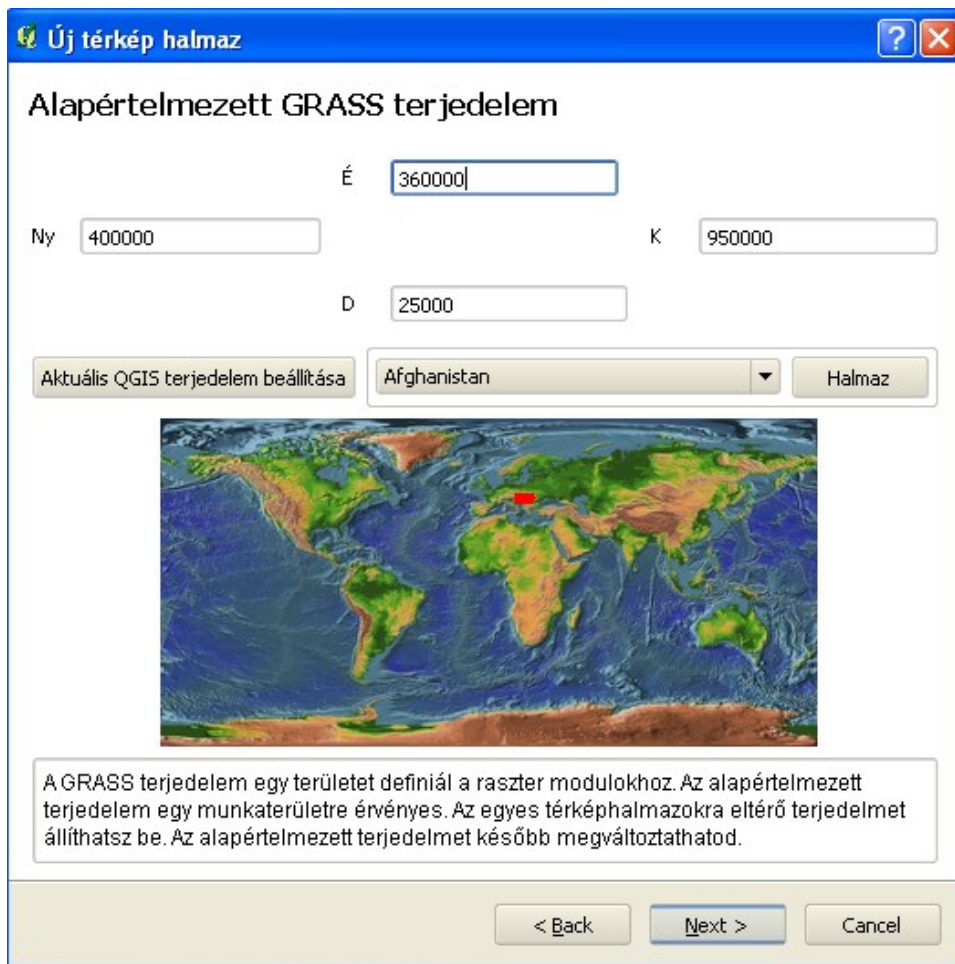 Új térkép halmaz
Alapértelmezett GRASS terjedelem
É 360000
Ny 400000 K 950000
D 25000
Aktuális QGIS terjedelem beállítása Afghanistan Halmaz
A GRASS terjedelem egy területet definiál a raszter modulokhoz. Az alapértelmezett
terjedelem egy munkaterületre érvényes. Az egyes térképhalmazokra eltérő terjedelmet
állíthatsz be. Az alapértelmezett terjedelmet később megváltoztathatod.
< Back Next > Cancel